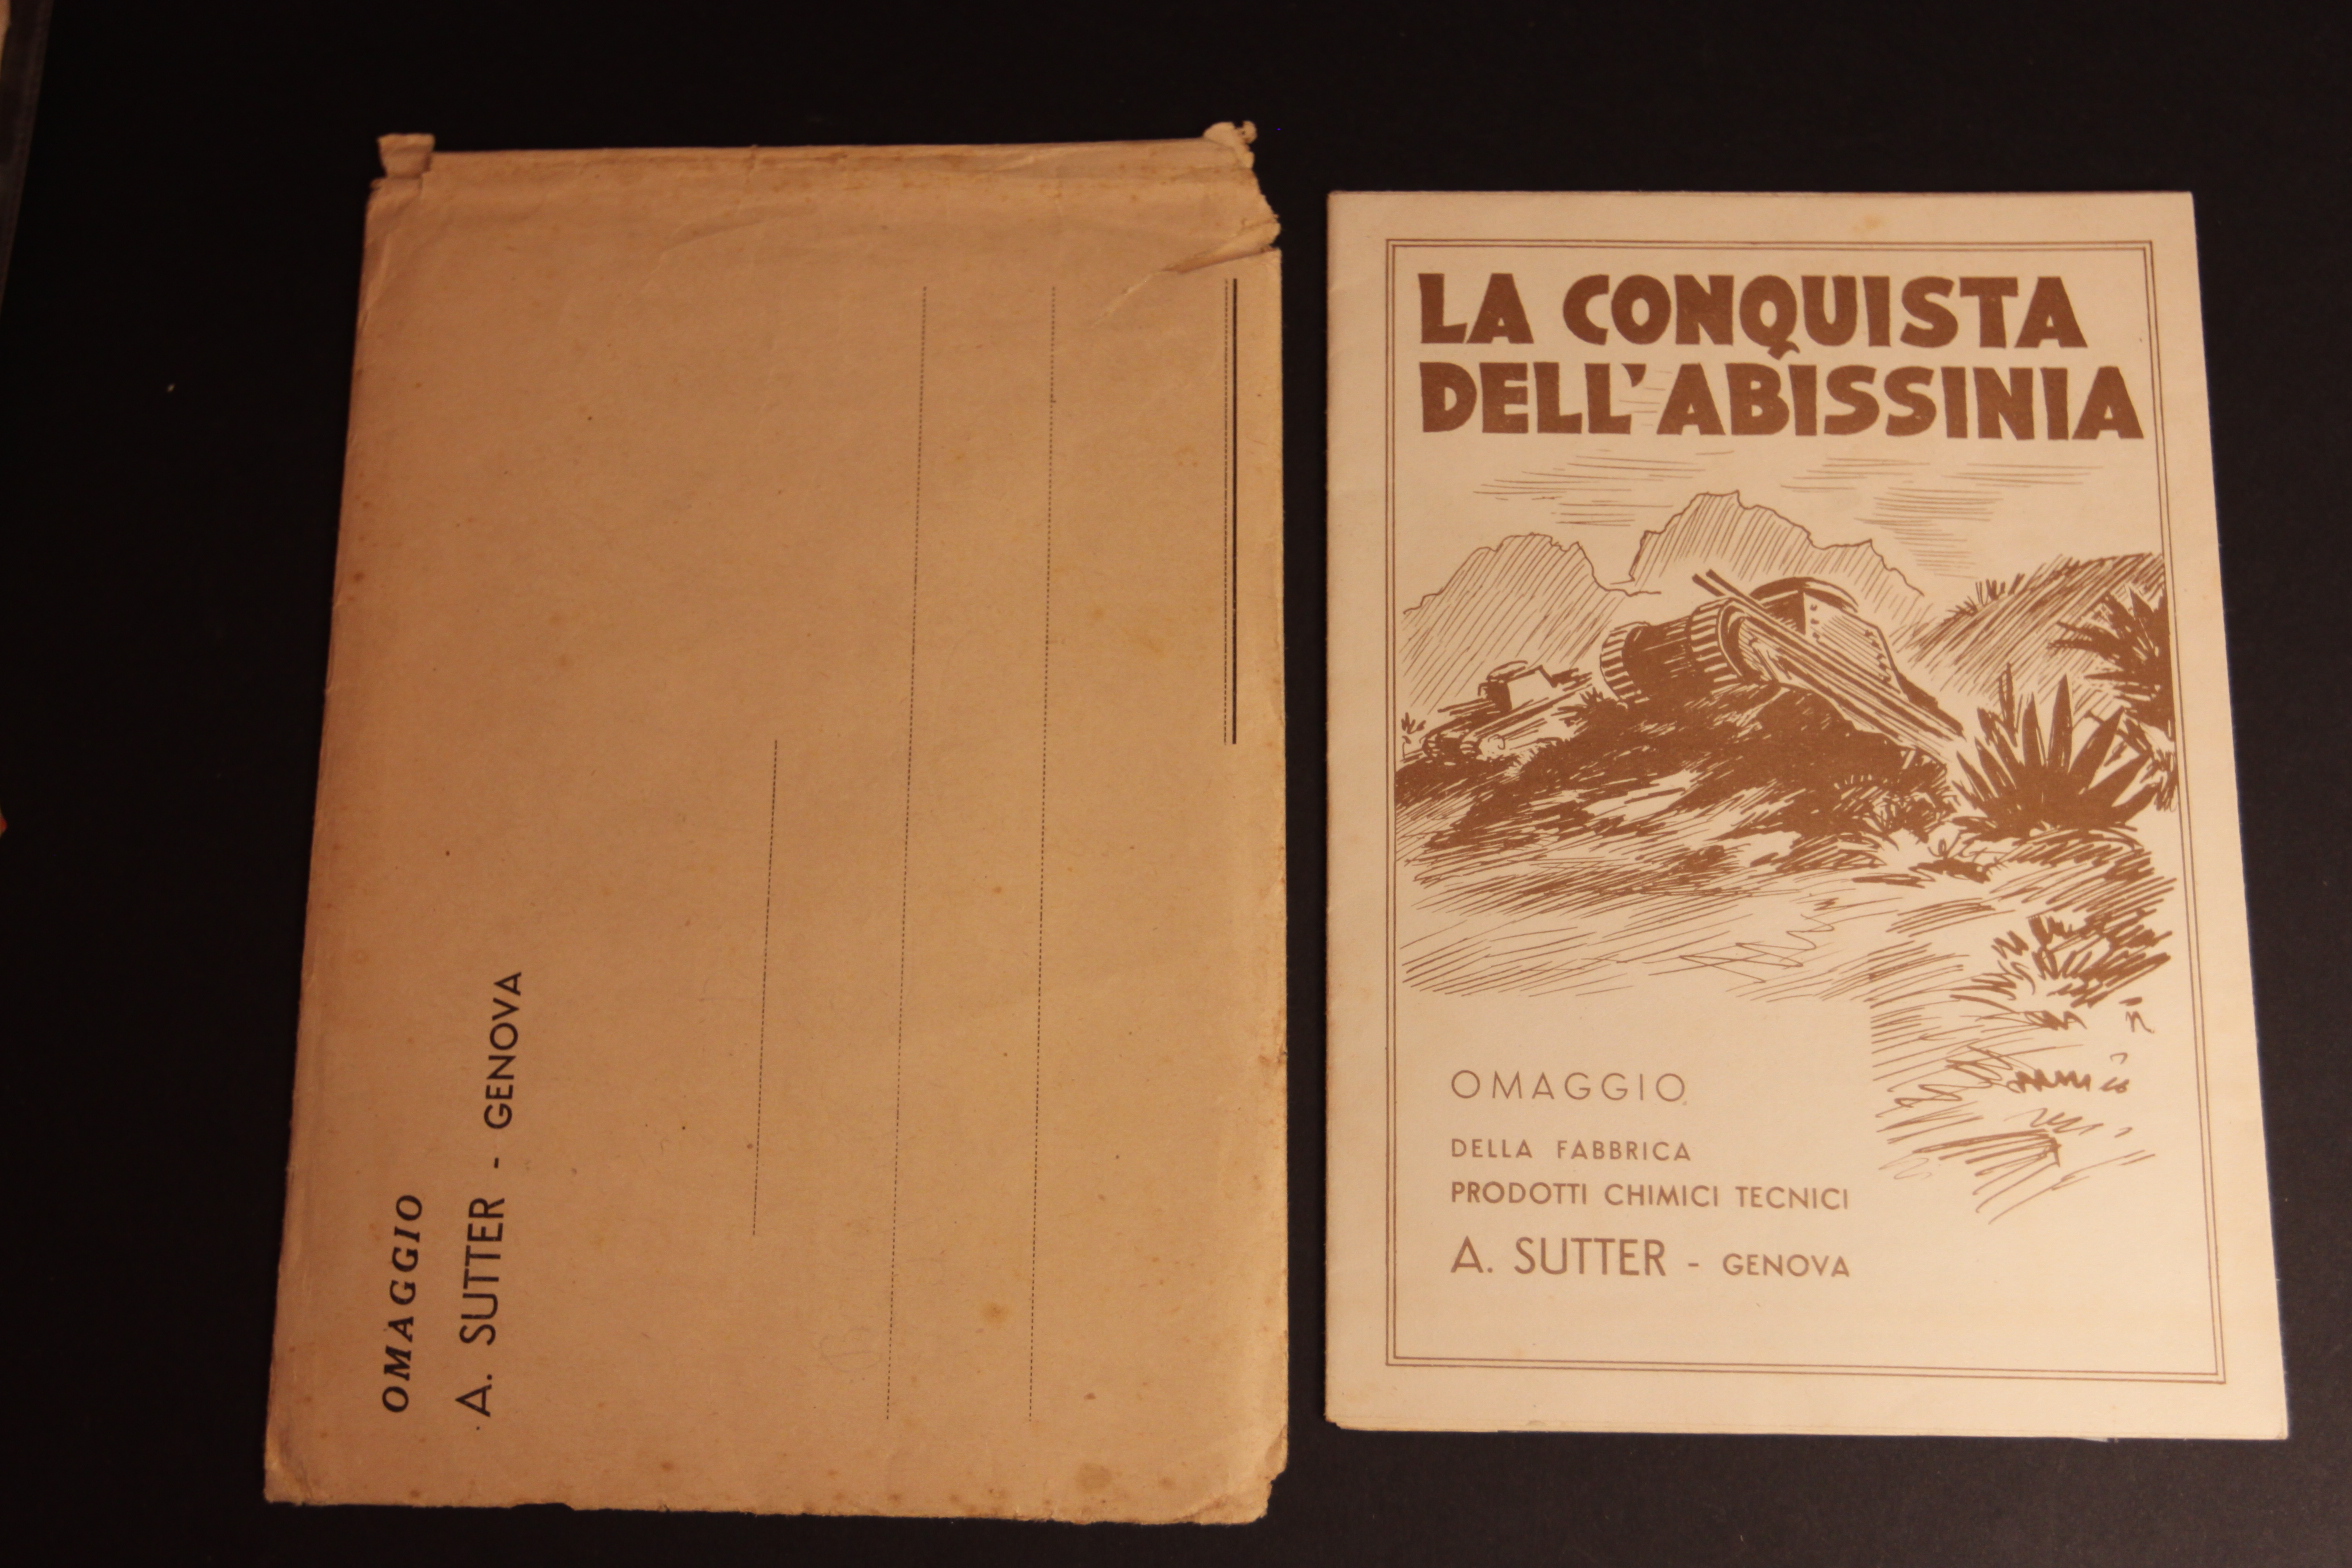 OMAGGIO
A. SUTTER - GENOVA
LA CONQUISTA
DELL'ABISSINIA
OMAGGIO
DELLA FABBRICA
PRODOTTI CHIMICI TECNICI
A. SUTTER - GENOVA